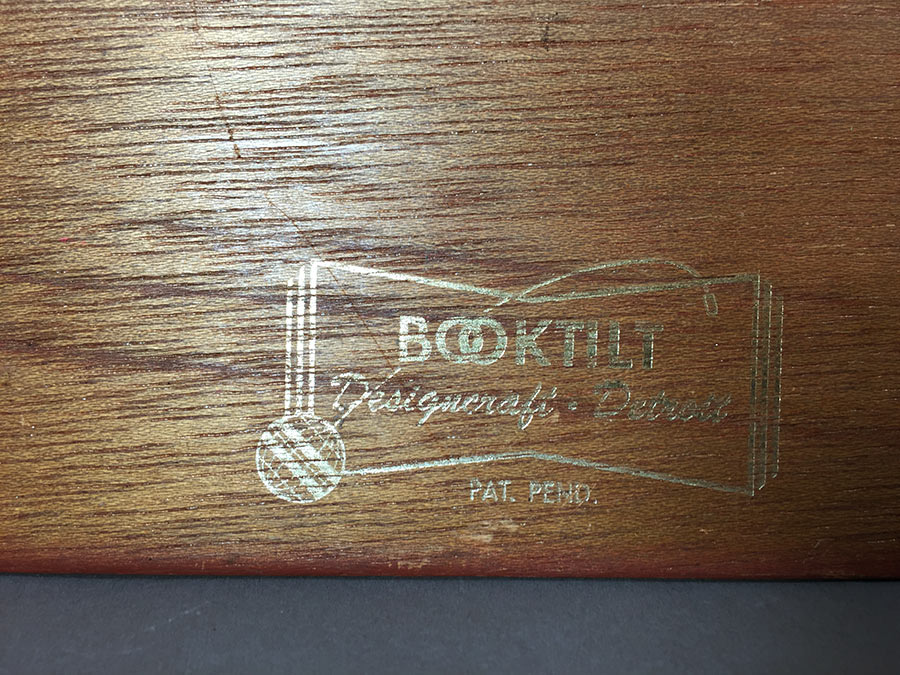 BOOKTILT
Designcraft - Detroit
PAT. PEND.